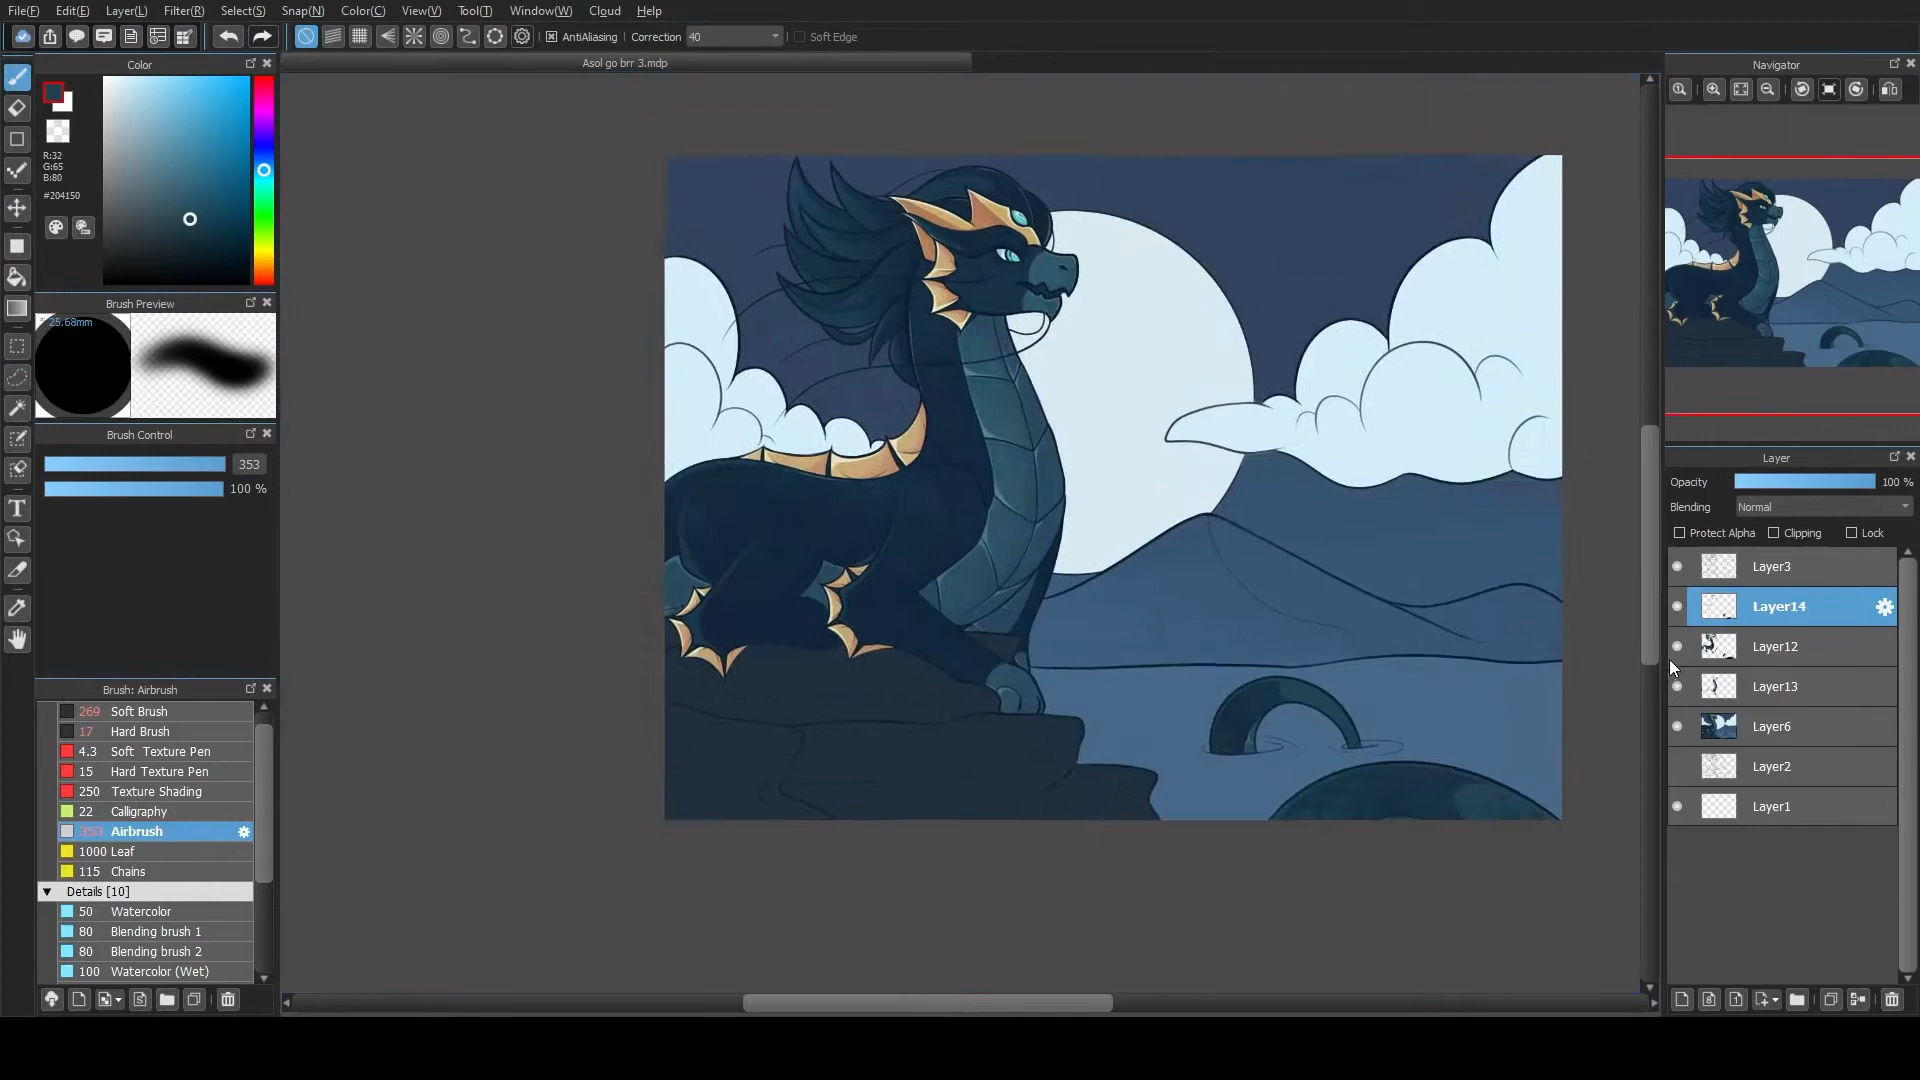 File(F) Edit(E) Layer(L) Filter(R) Select(S) Snap(N) Color(C) View(V) Tool(T) Window(W) Cloud Help
AntiAliasing Correction 40 Soft Edge
Color
Asol go brr 3.mdp
Navigator
R:32
G:65
B:80
#204150
Brush Preview
25.68mm
Brush Control
353
100 %
Brush: Airbrush
269 Soft Brush
17 Hard Brush
4.3 Soft Texture Pen
15 Hard Texture Pen
250 Texture Shading
22 Calligraphy
353 Airbrush
1000 Leaf
115 Chains
Details [10]
50 Watercolor
80 Blending brush 1
80 Blending brush 2
100 Watercolor (Wet)
Layer
Opacity 100 %
Blending Normal
Protect Alpha Clipping Lock
Layer3
Layer14
Layer12
Layer13
Layer6
Layer2
Layer1